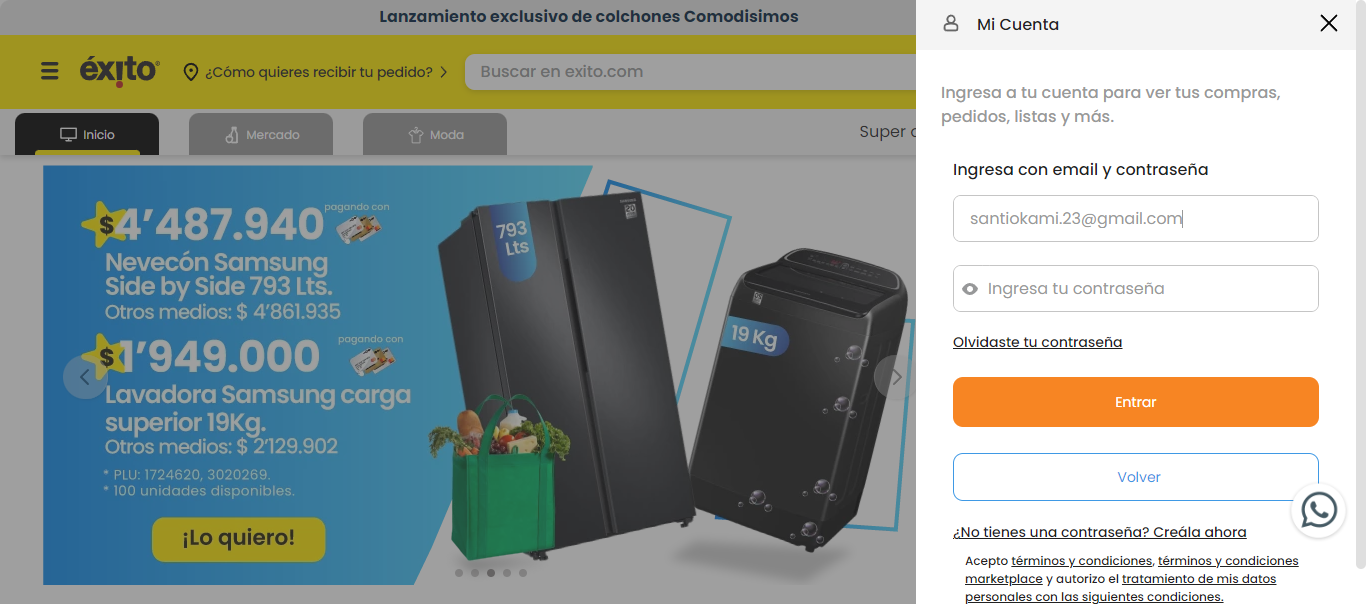 Lanzamiento exclusivo de colchones Comodisimos
éxito
¿Cómo quieres recibir tu pedido?
Buscar en exito.com
Inicio
Mercado
Moda
Super
$4'487.940
pagando con
Nevecón Samsung
Side by Side 793 Lts.
Otros medios: $ 4'861.935
$1'949.000
pagando con
Lavadora Samsung carga
superior 19Kg.
Otros medios: $ 2'129.902
* PLU: 1724620, 3020269.
* 100 unidades disponibles.
¡Lo quiero!
793
Lts
19 Kg
Mi Cuenta
Ingresa a tu cuenta para ver tus compras,
pedidos, listas y más.
Ingresa con email y contraseña
santiokami.23@gmail.com
Ingresa tu contraseña
Olvidaste tu contraseña
Entrar
Volver
¿No tienes una contraseña? Creála ahora
Acepto términos y condiciones, términos y condiciones
marketplace y autorizo el tratamiento de mis datos
personales con las siguientes condiciones.